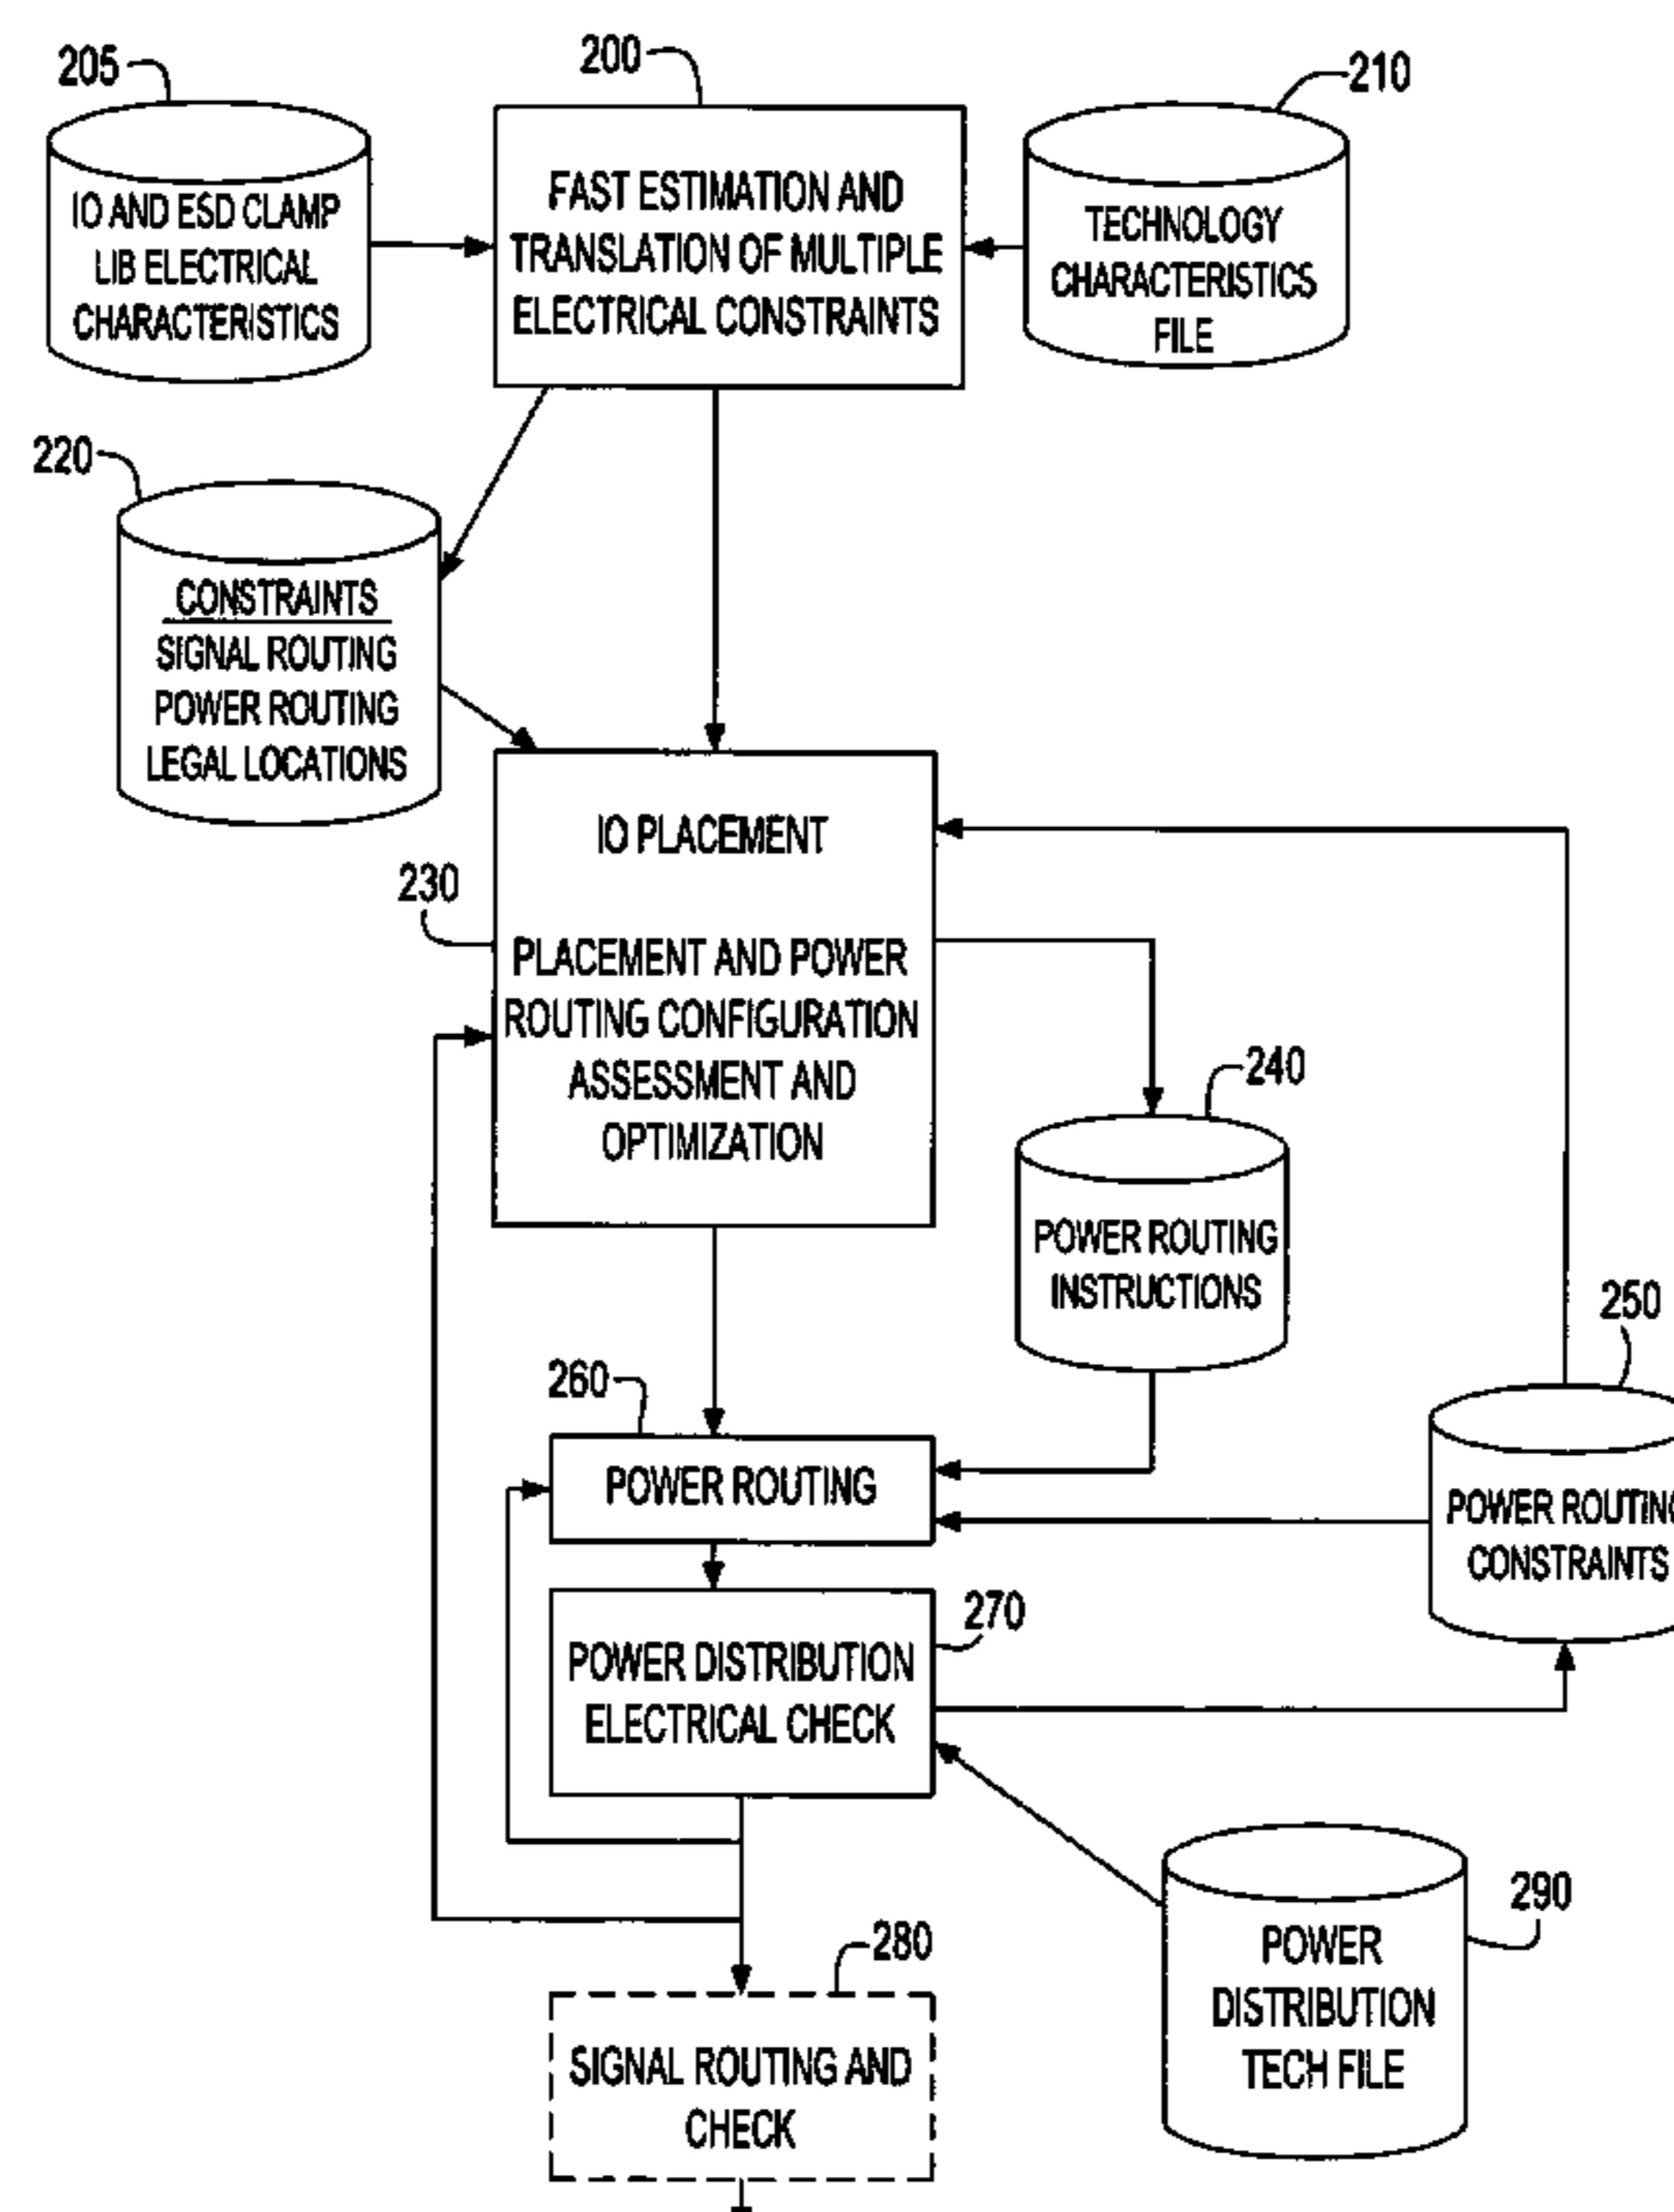 205
200
210
IO AND ESD CLAMP
LIB ELECTRICAL
CHARACTERISTICS
FAST ESTIMATION AND
TRANSLATION OF MULTIPLE
ELECTRICAL CONSTRAINTS
TECHNOLOGY
CHARACTERISTICS
FILE
220
CONSTRAINTS
SIGNAL ROUTING
POWER ROUTING
LEGAL LOCATIONS
230
IO PLACEMENT
PLACEMENT AND POWER
ROUTING CONFIGURATION
ASSESSMENT AND
OPTIMIZATION
240
POWER ROUTING
INSTRUCTIONS
250
POWER ROUTING
CONSTRAINTS
260
POWER ROUTING
270
POWER DISTRIBUTION
ELECTRICAL CHECK
290
POWER
DISTRIBUTION
TECH FILE
280
SIGNAL ROUTING AND
CHECK